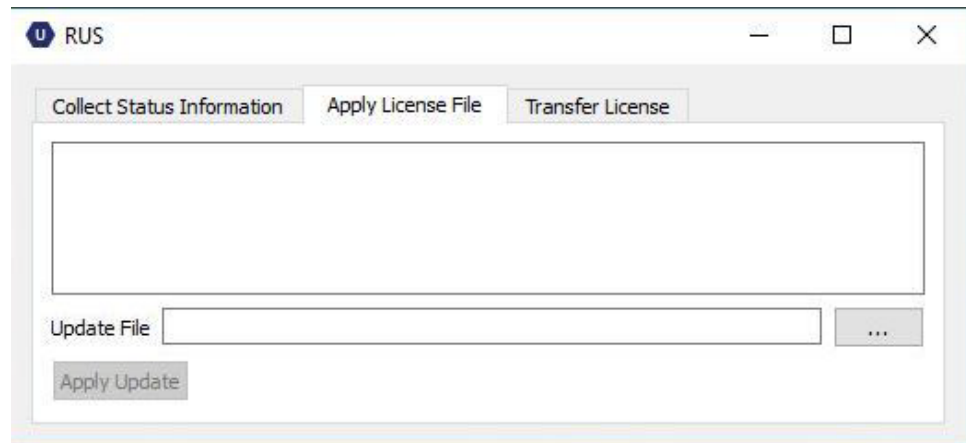 U RUS
Collect Status Information Apply License File Transfer License
Update File ...
Apply Update